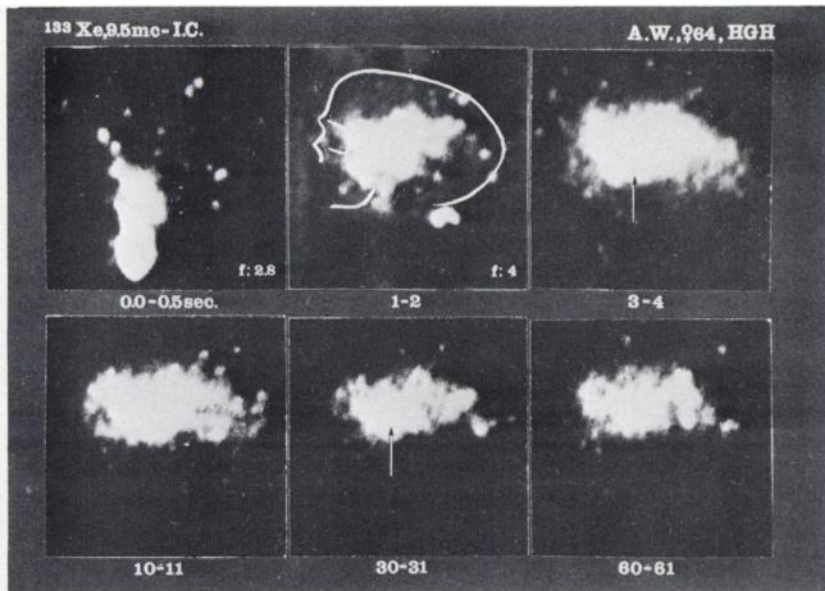 133 Xe, 9.5mc - I.C. A.W., ♀64, HGH
f: 2.8 f: 4
0.0-0.5sec. 1-2 3-4
10-11 30-31 60-61